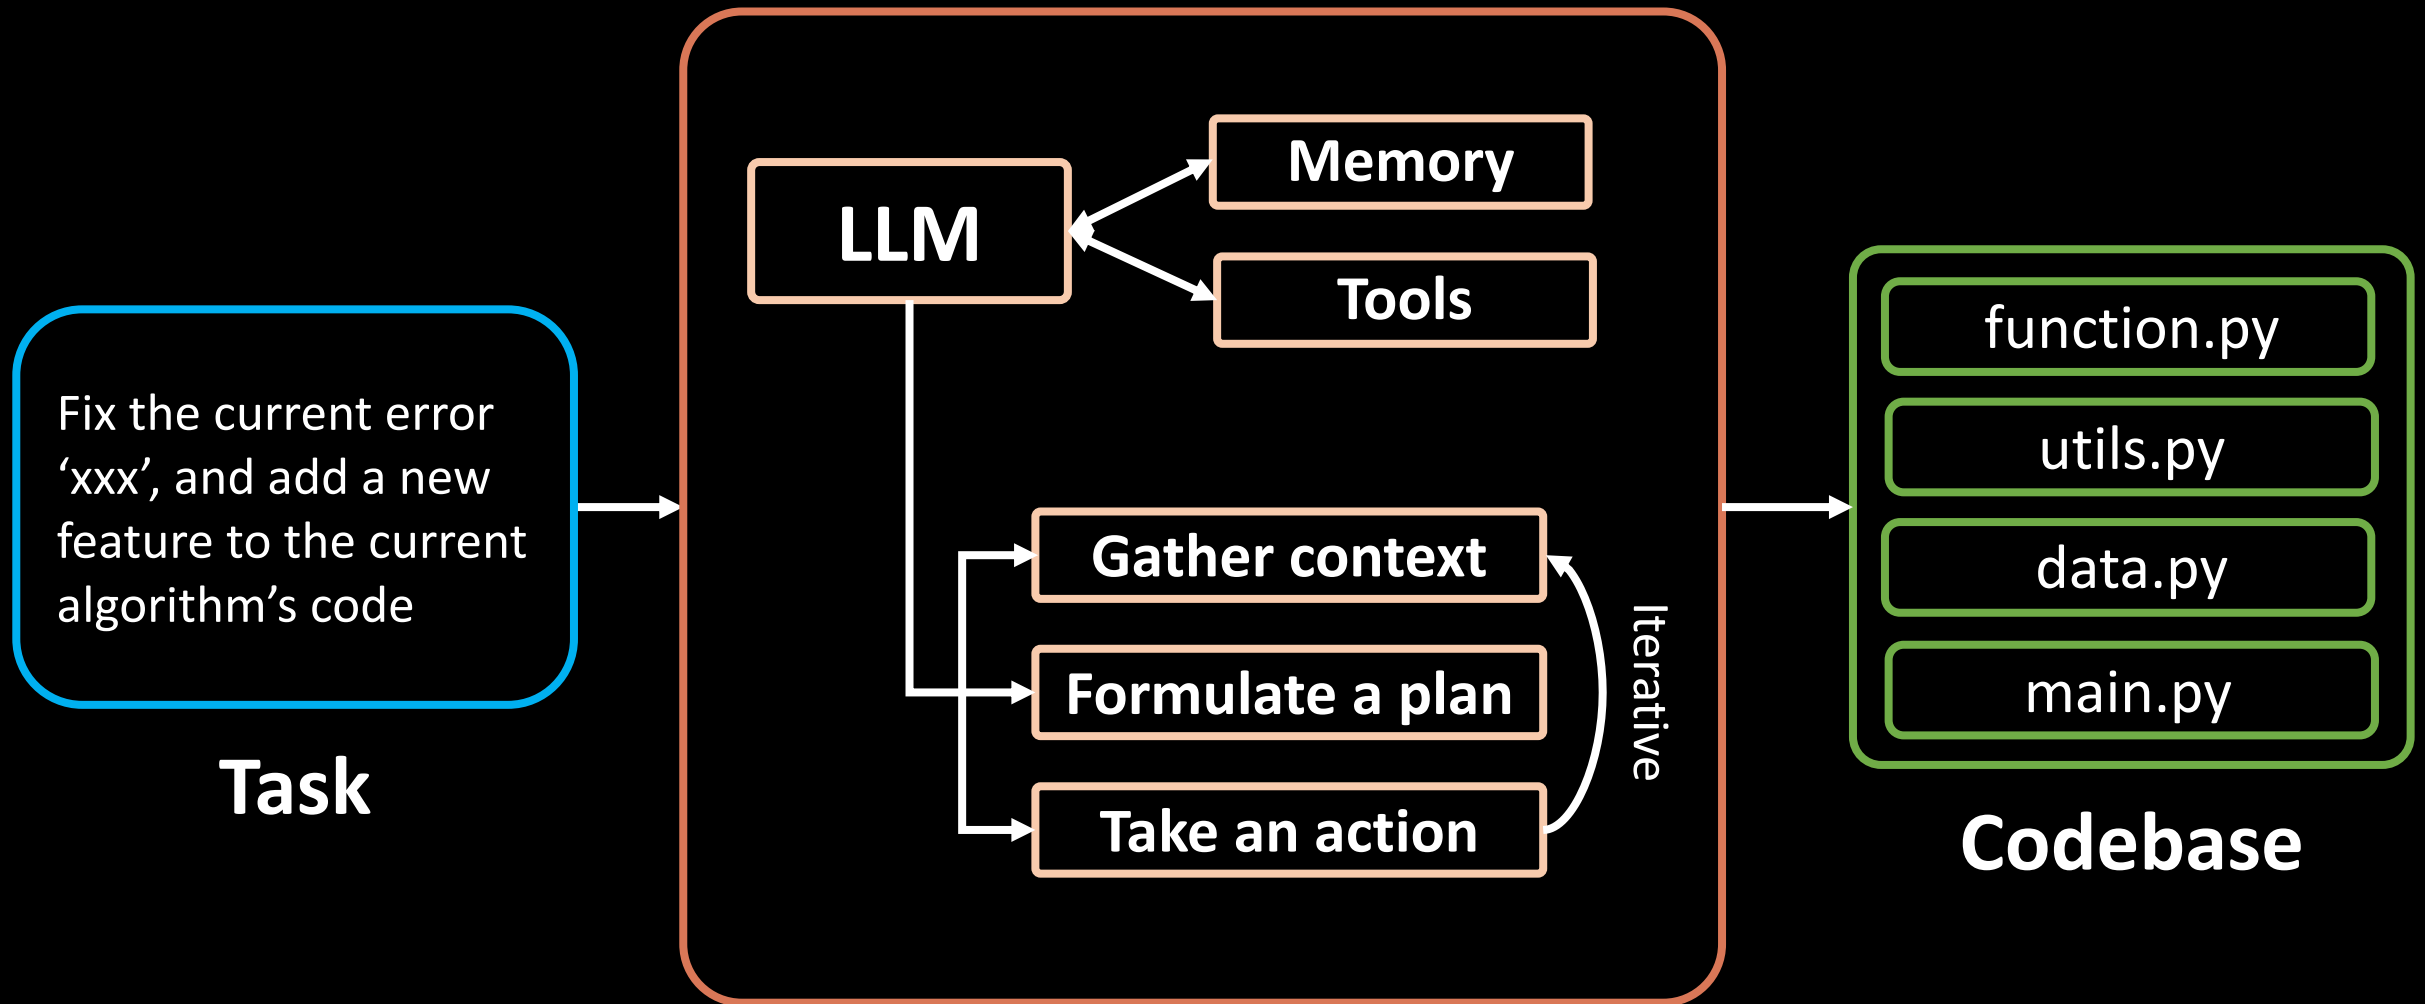 Fix the current error
‘xxx’, and add a new
feature to the current
algorithm’s code
Task
LLM
Memory
Tools
Gather context
Formulate a plan
Take an action
Iterative
function.py
utils.py
data.py
main.py
Codebase